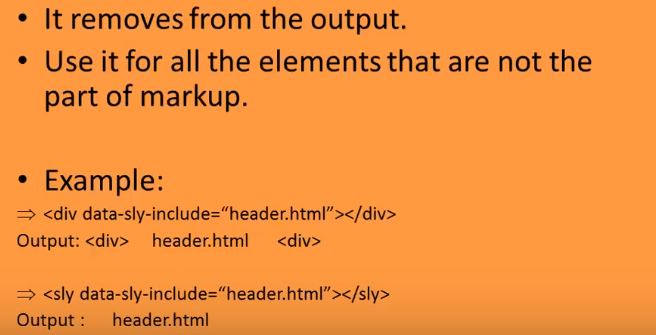 • It removes from the output.
• Use it for all the elements that are not the
part of markup.
• Example:
⇒ <div data-sly-include=“header.html”></div>
Output: <div> header.html <div>
⇒ <sly data-sly-include=“header.html”></sly>
Output : header.html